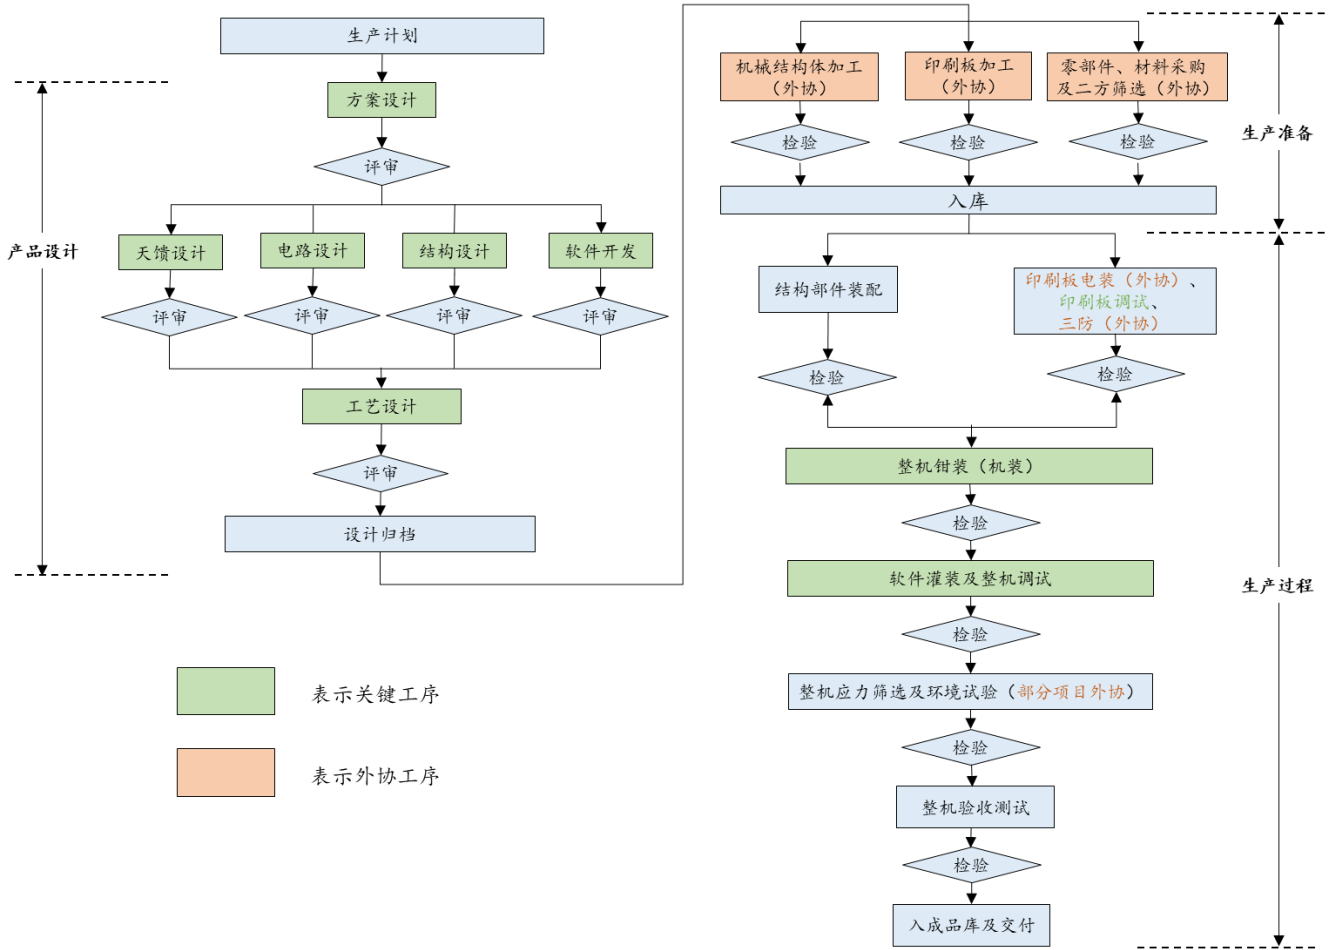 生产计划
方案设计
评审
天馈设计
电路设计
结构设计
软件开发
评审
评审
评审
评审
工艺设计
评审
设计归档
产品设计
表示关键工序
表示外协工序
机械结构体加工
（外协）
印刷板加工
（外协）
零部件、材料采购
及二方筛选（外协）
检验
检验
检验
入库
生产准备
结构部件装配
印刷板电装（外协）、
印刷板调试、
三防（外协）
检验
检验
整机钳装（机装）
检验
软件灌装及整机调试
检验
整机应力筛选及环境试验（部分项目外协）
检验
整机验收测试
检验
入成品库及交付
生产过程